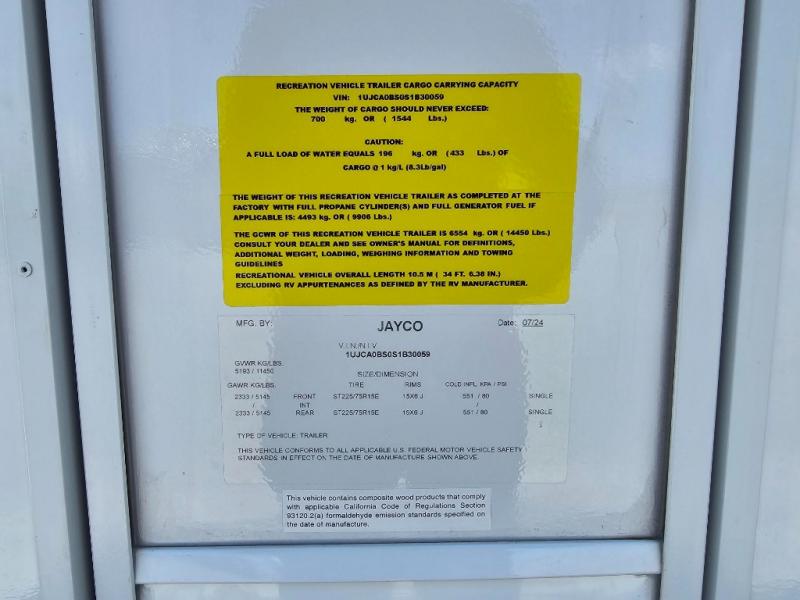 RECREATION VEHICLE TRAILER CARGO CARRYING CAPACITY
VIN: 1UJCA0BS0S1B30059
THE WEIGHT OF CARGO SHOULD NEVER EXCEED:
700 kg. OR ( 1544 Lbs.)
CAUTION:
A FULL LOAD OF WATER EQUALS 196 kg. OR (433 Lbs.) OF
CARGO @ 1 kg/L (8.3Lb/gal)
THE WEIGHT OF THIS RECREATION VEHICLE TRAILER AS COMPLETED AT THE
FACTORY WITH FULL PROPANE CYLINDER(S) AND FULL GENERATOR FUEL IF
APPLICABLE IS: 4493 kg. OR ( 9906 Lbs.)
THE GCWR OF THIS RECREATION VEHICLE TRAILER IS 6554 kg. OR ( 14450 Lbs.)
CONSULT YOUR DEALER AND SEE OWNER'S MANUAL FOR DEFINITIONS,
ADDITIONAL WEIGHT, LOADING, WEIGHING INFORMATION AND TOWING
GUIDELINES
RECREATIONAL VEHICLE OVERALL LENGTH 10.5 M ( 34 FT. 6.38 IN.)
EXCLUDING RV APPURTENANCES AS DEFINED BY THE RV MANUFACTURER.
MFG. BY: JAYCO Date: 07/24
V.I.N./N.I.V
1UJCA0BS0S1B30059
GVWR KG/LBS.
5193 / 11450
SIZE/DIMENSION
GAWR KG/LBS. TIRE RIMS COLD INPL. KPA / PSI
2333 / 5145 FRONT ST225/75R15E 15X6 J 551 / 80 SINGLE
/ INT /
2333 / 5145 REAR ST225/75R15E 15X6 J 551 / 80 SINGLE
TYPE OF VEHICLE: TRAILER
THIS VEHICLE CONFORMS TO ALL APPLICABLE U.S. FEDERAL MOTOR VEHICLE SAFETY
STANDARDS IN EFFECT ON THE DATE OF MANUFACTURE SHOWN ABOVE.
This vehicle contains composite wood products that comply
with applicable California Code of Regulations Section
93120.2(a) formaldehyde emission standards specified on
the date of manufacture.